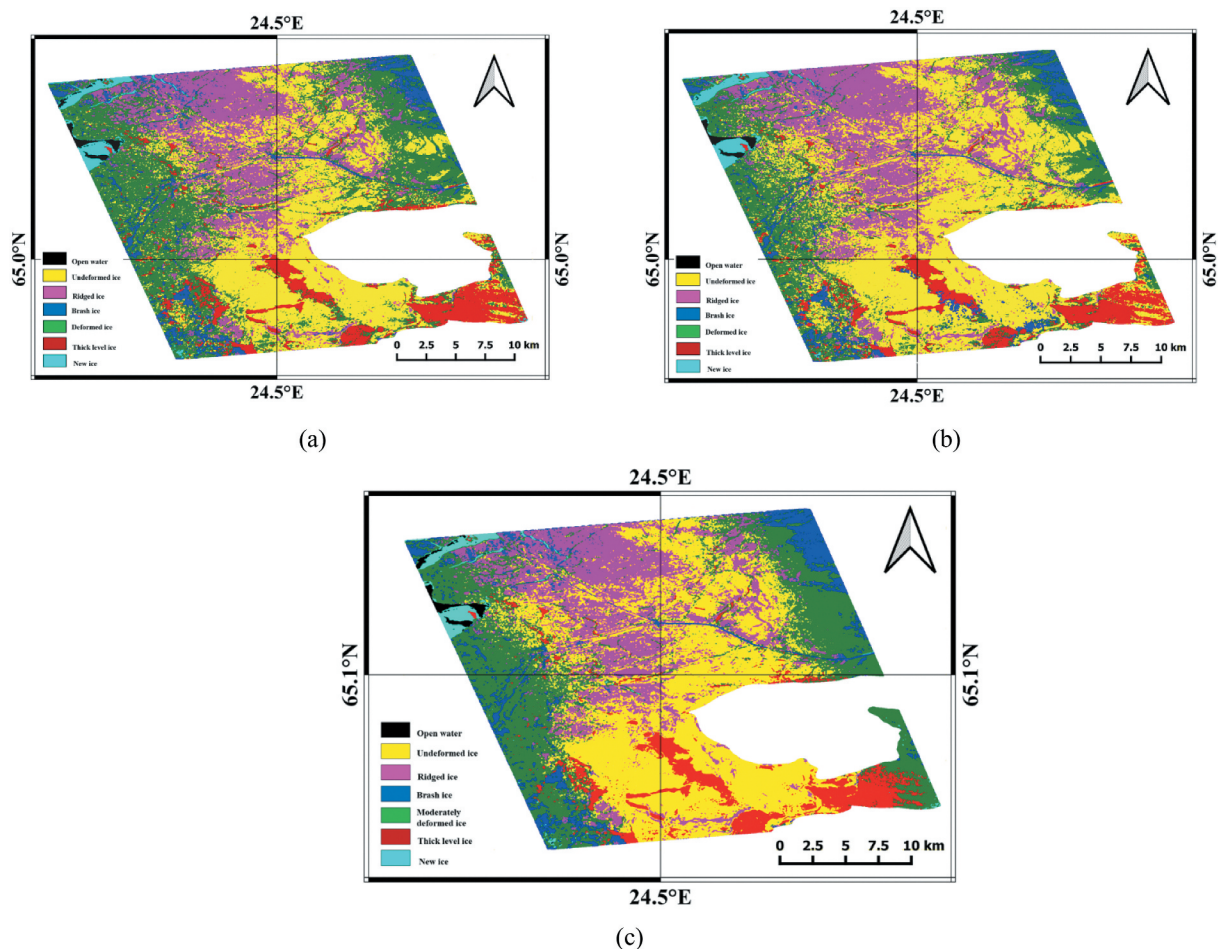 24.5°E
65.0°N
65.0°N
Open water
Undeformed ice
Ridged ice
Brash ice
Deformed ice
Thick level ice
New ice
0 2.5 5 7.5 10 km
24.5°E
(a)
24.5°E
65.0°N
65.0°N
Open water
Undeformed ice
Ridged ice
Brash ice
Deformed ice
Thick level ice
New ice
0 2.5 5 7.5 10 km
24.5°E
(b)
24.5°E
65.1°N
65.1°N
Open water
Undeformed ice
Ridged ice
Brash ice
Moderately
deformed ice
Thick level ice
New ice
0 2.5 5 7.5 10 km
24.5°E
(c)